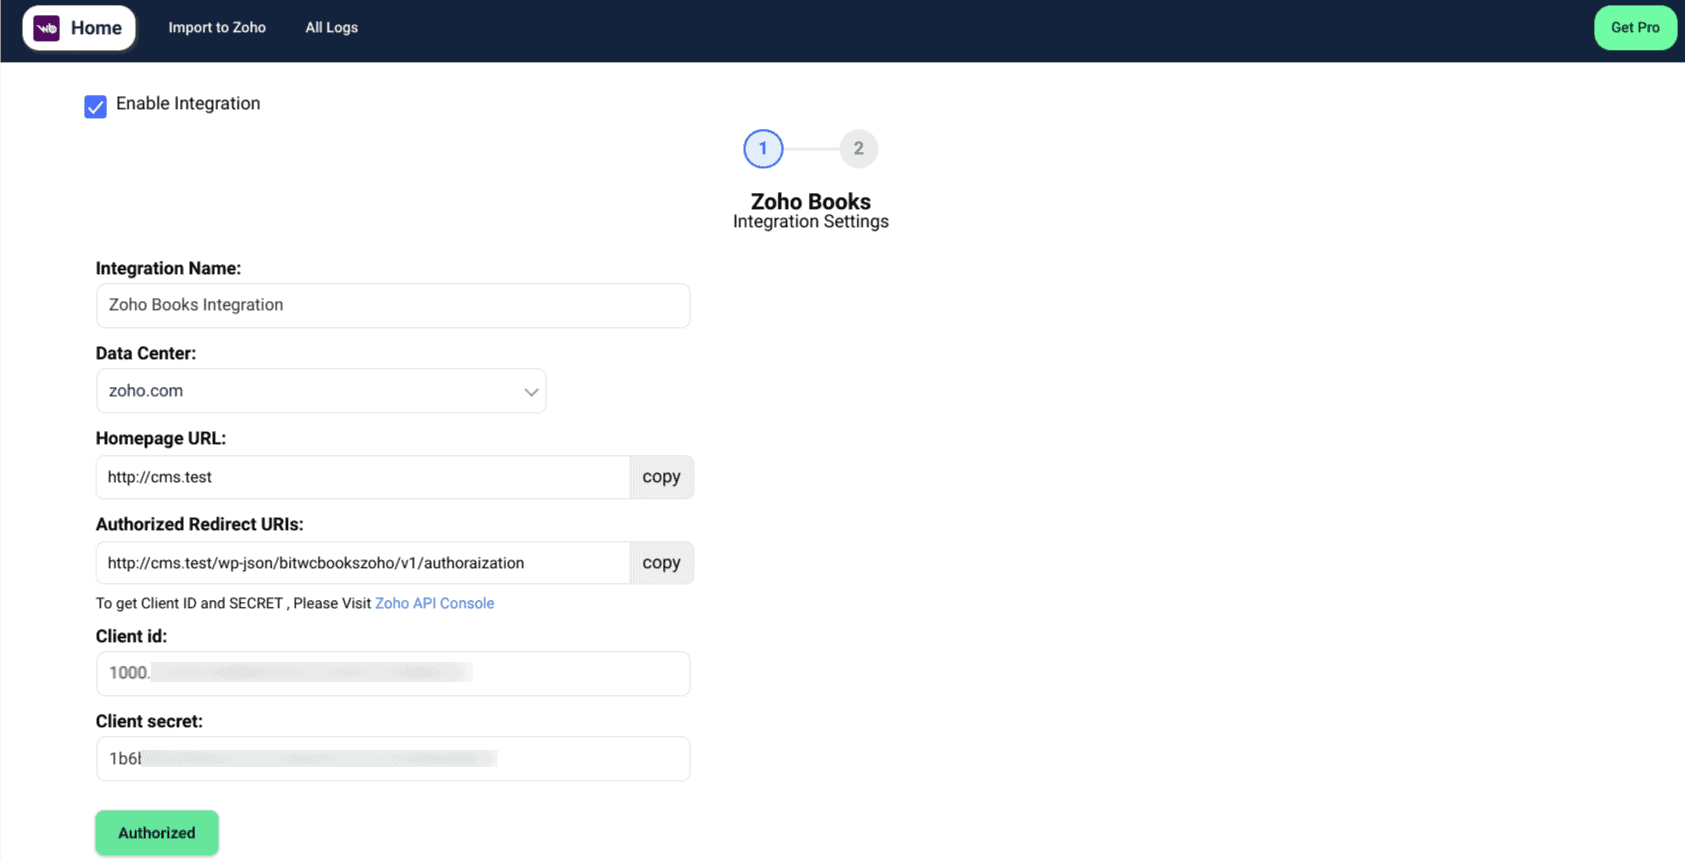 wb Home Import to Zoho All Logs Get Pro
Enable Integration
1 2
Zoho Books
Integration Settings
Integration Name:
Zoho Books Integration
Data Center:
zoho.com
Homepage URL:
http://cms.test copy
Authorized Redirect URIs:
http://cms.test/wp-json/bitwcbookszoho/v1/authoraization copy
To get Client ID and SECRET , Please Visit Zoho API Console
Client id:
1000.
Client secret:
1b6b
Authorized